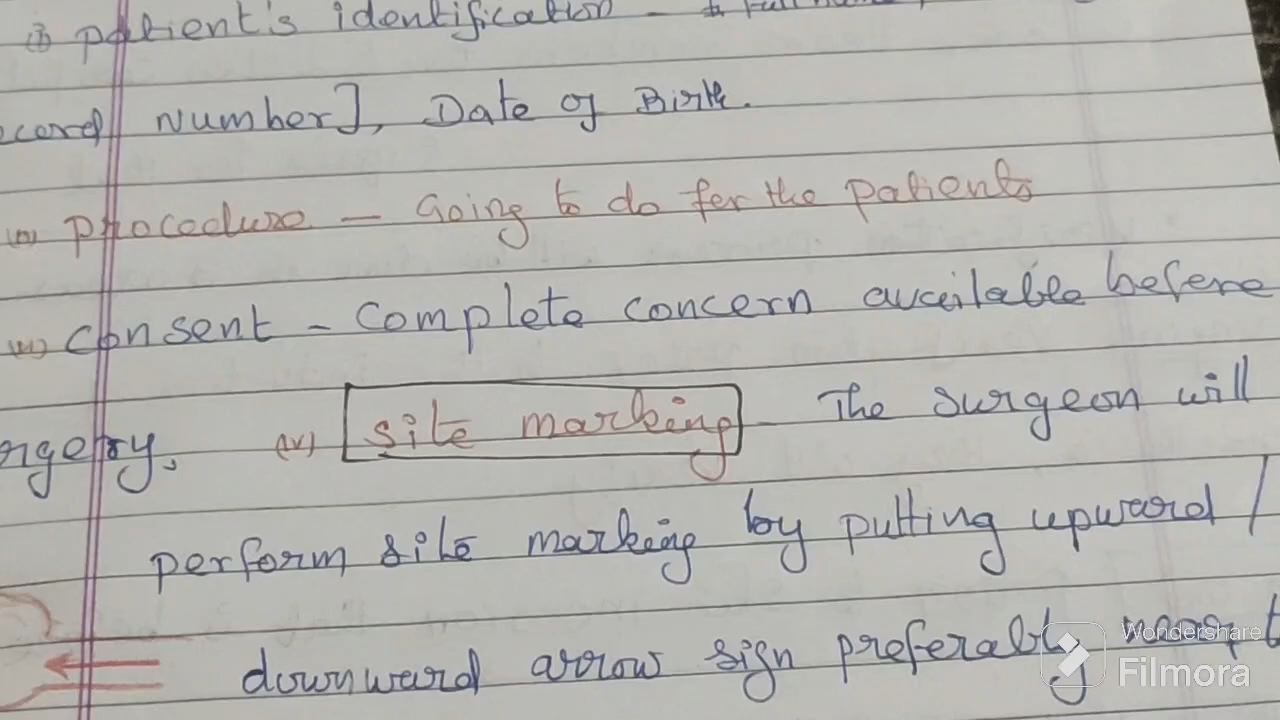 (i) patient's identification - Full name,
Number], Date of Birth.
(ii) procedure - Going to do for the patients
(iii) consent - complete concern available before
(iv) site marking - The surgeon will
perform site marking by putting upward /
downward arrow sign preferably
Wondershare
Filmora